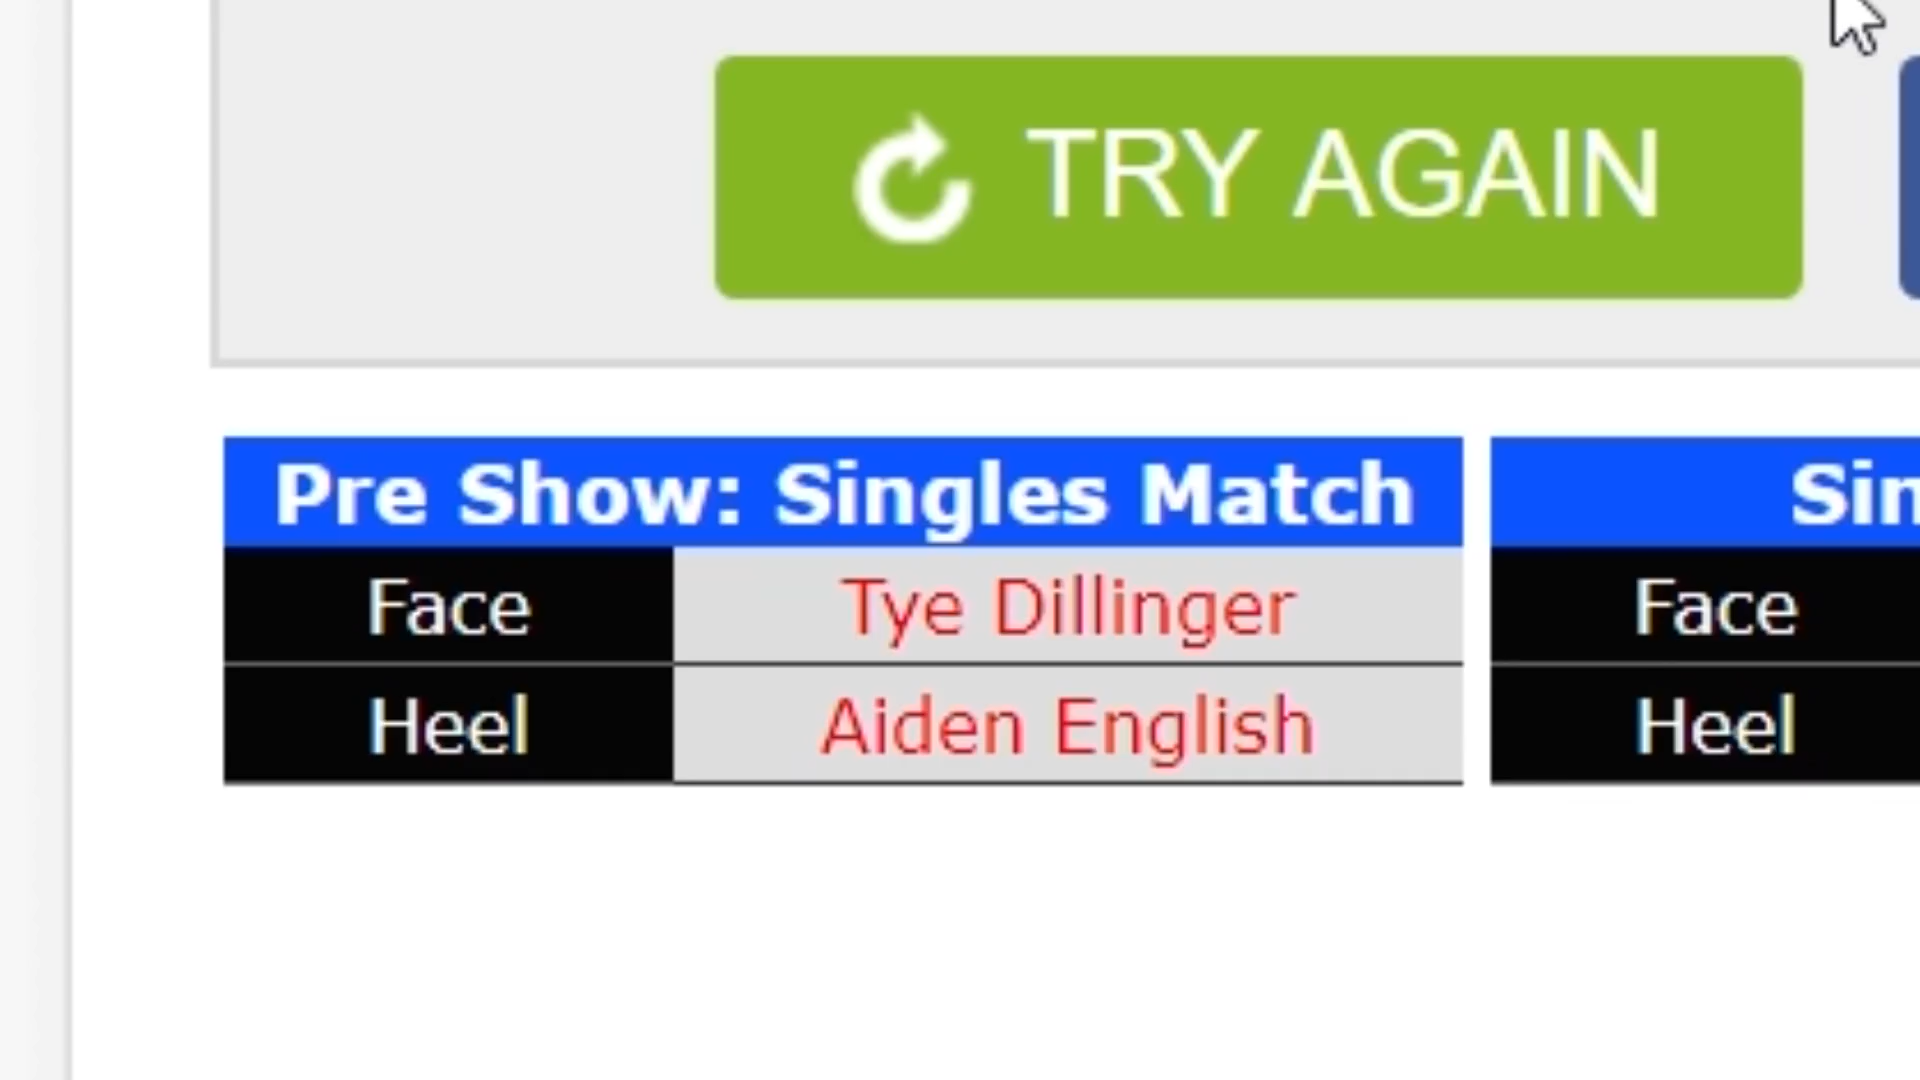 TRY AGAIN
Pre Show: Singles Match
Face
Tye Dillinger
Heel
Aiden English
Face
Heel